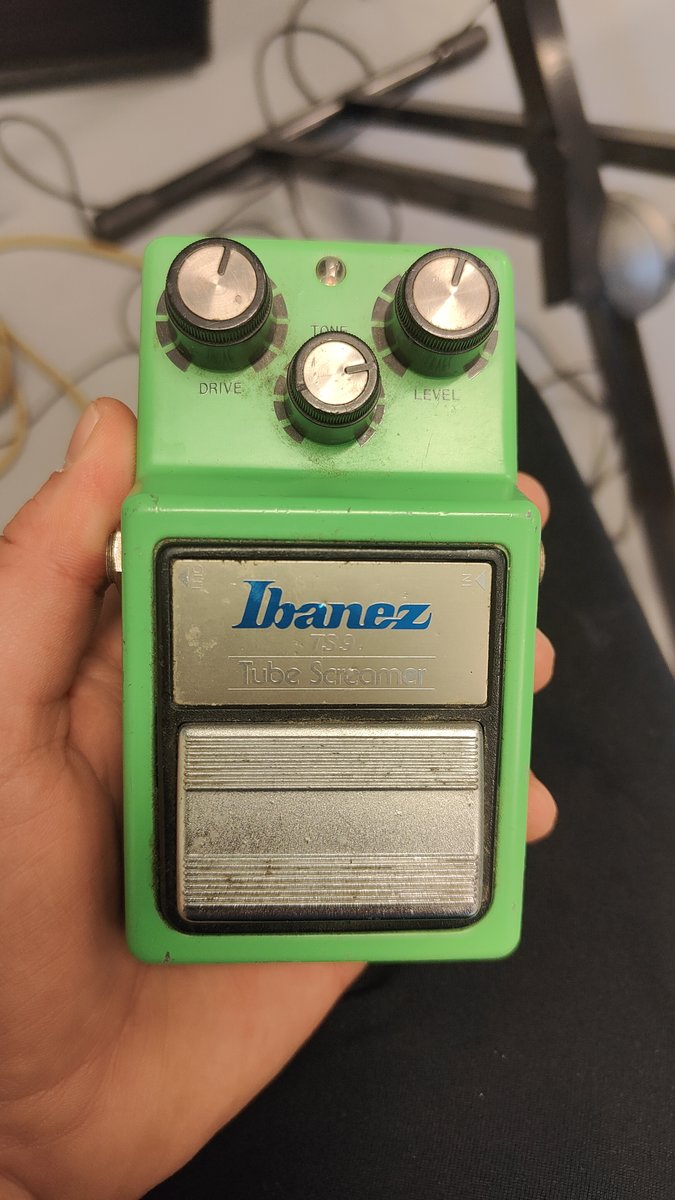 TONE
DRIVE
LEVEL
OUT
IN
Ibanez
TS9
Tube Screamer